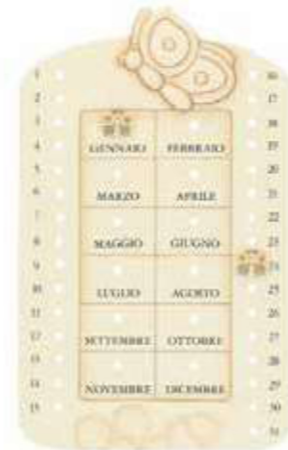 1 16
2 17
3 18
4 GENNAIO FEBBRAIO 19
5 20
6 MARZO APRILE 21
7 22
8 MAGGIO GIUGNO 23
9 24
10 LUGLIO AGOSTO 25
11 26
12 SETTEMBRE OTTOBRE 27
13 28
14 NOVEMBRE DICEMBRE 29
15 30
31